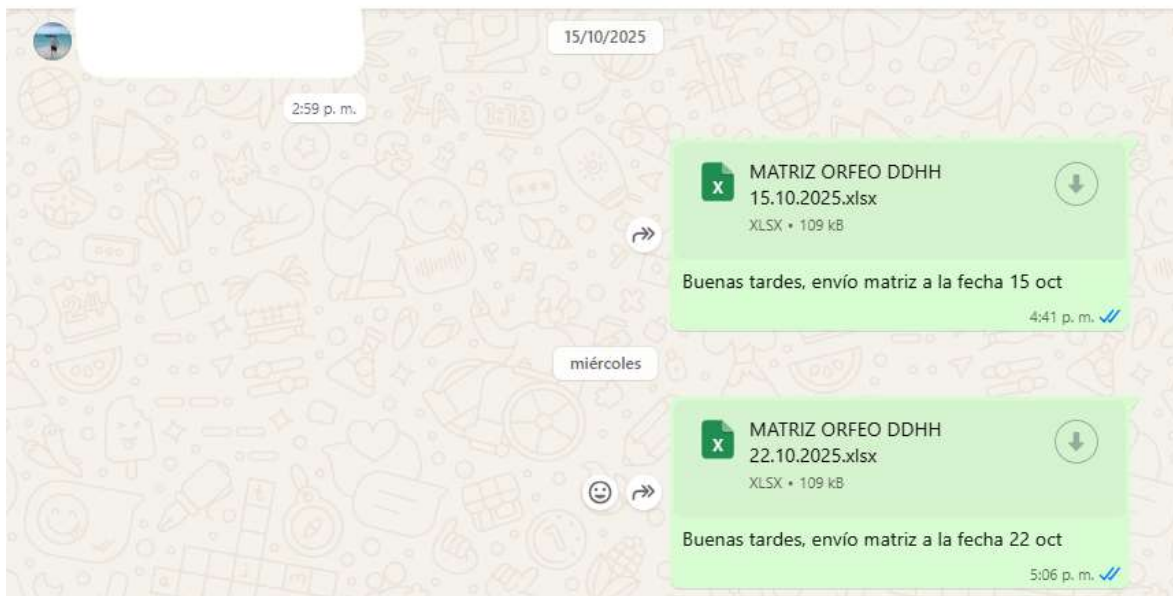 15/10/2025
2:59 p. m.
X
MATRIZ ORFEO DDHH
15.10.2025.xlsx
XLSX • 109 kB
Buenas tardes, envío matriz a la fecha 15 oct
4:41 p. m.
miércoles
X
MATRIZ ORFEO DDHH
22.10.2025.xlsx
XLSX • 109 kB
Buenas tardes, envío matriz a la fecha 22 oct
5:06 p. m.